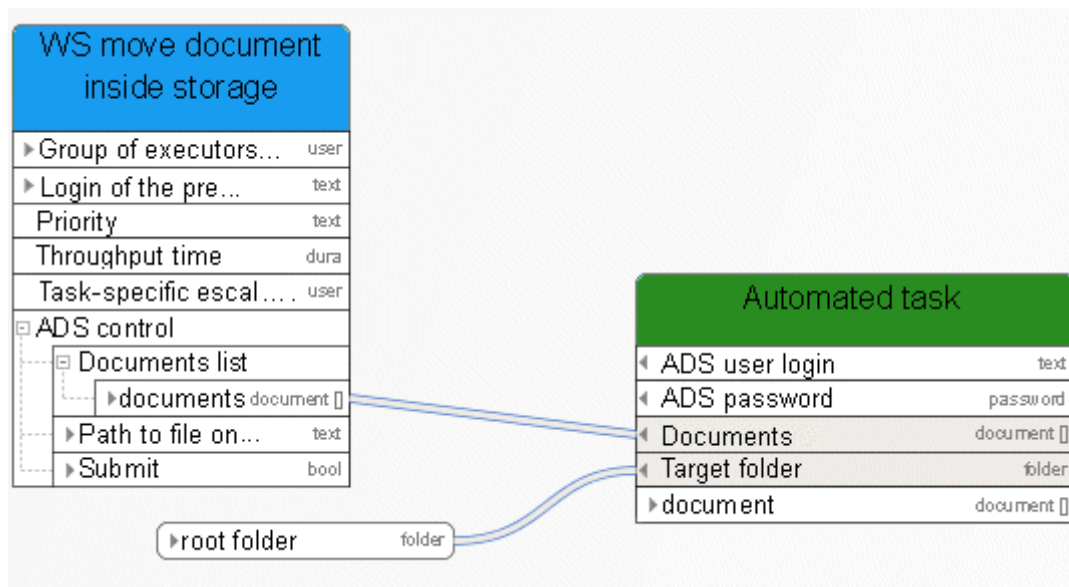 WS move document
inside storage
Group of executors... user
Login of the pre... text
Priority text
Throughput time dura
Task-specific escal.... user
ADS control
Documents list
documents document []
Path to file on... text
Submit bool
root folder folder
Automated task
ADS user login text
ADS password password
Documents document []
Target folder folder
document document []